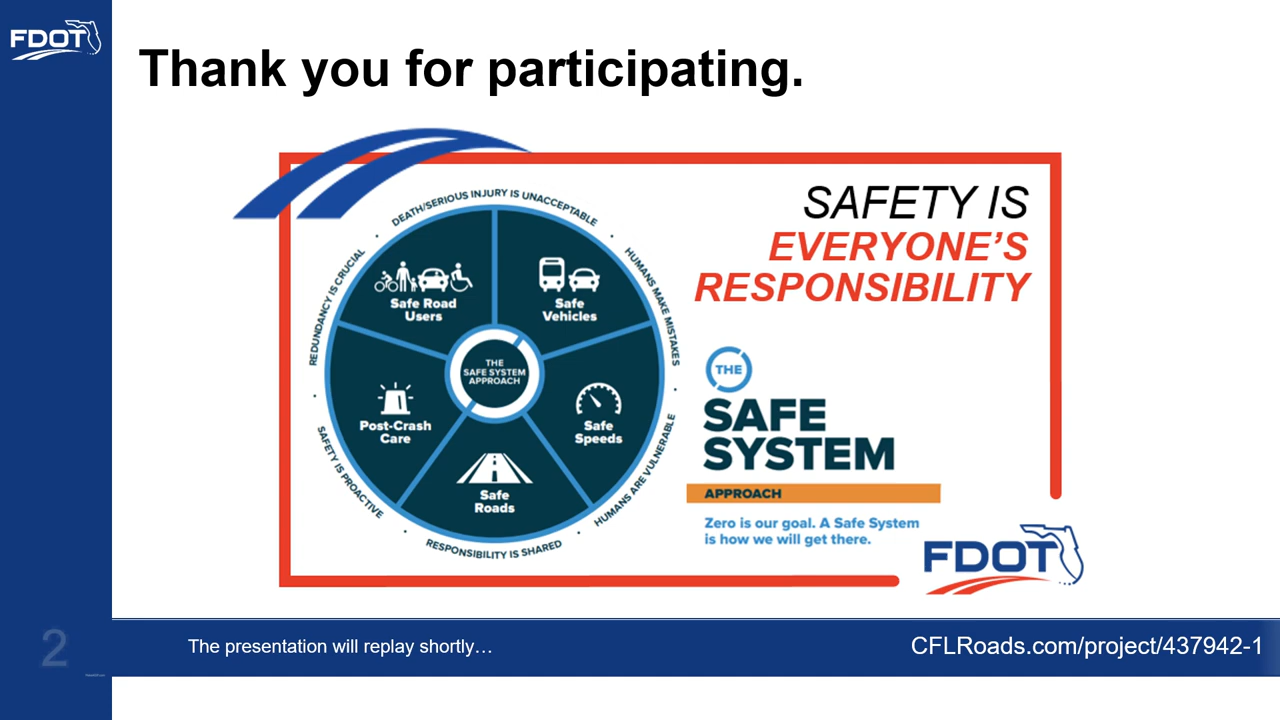 FDOT
Thank you for participating.
DEATH/SERIOUS INJURY IS UNACCEPTABLE
HUMANS MAKE MISTAKES
HUMANS ARE VULNERABLE
RESPONSIBILITY IS SHARED
SAFETY IS PROACTIVE
REDUNDANCY IS CRUCIAL
Safe Road
Users
Safe
Vehicles
THE
SAFE SYSTEM
APPROACH
Post-Crash
Care
Safe
Speeds
Safe
Roads
SAFETY IS
EVERYONE’S
RESPONSIBILITY
THE
SAFE
SYSTEM
APPROACH
Zero is our goal. A Safe System
is how we will get there.
FDOT
2
The presentation will replay shortly…
CFLRoads.com/project/437942-1